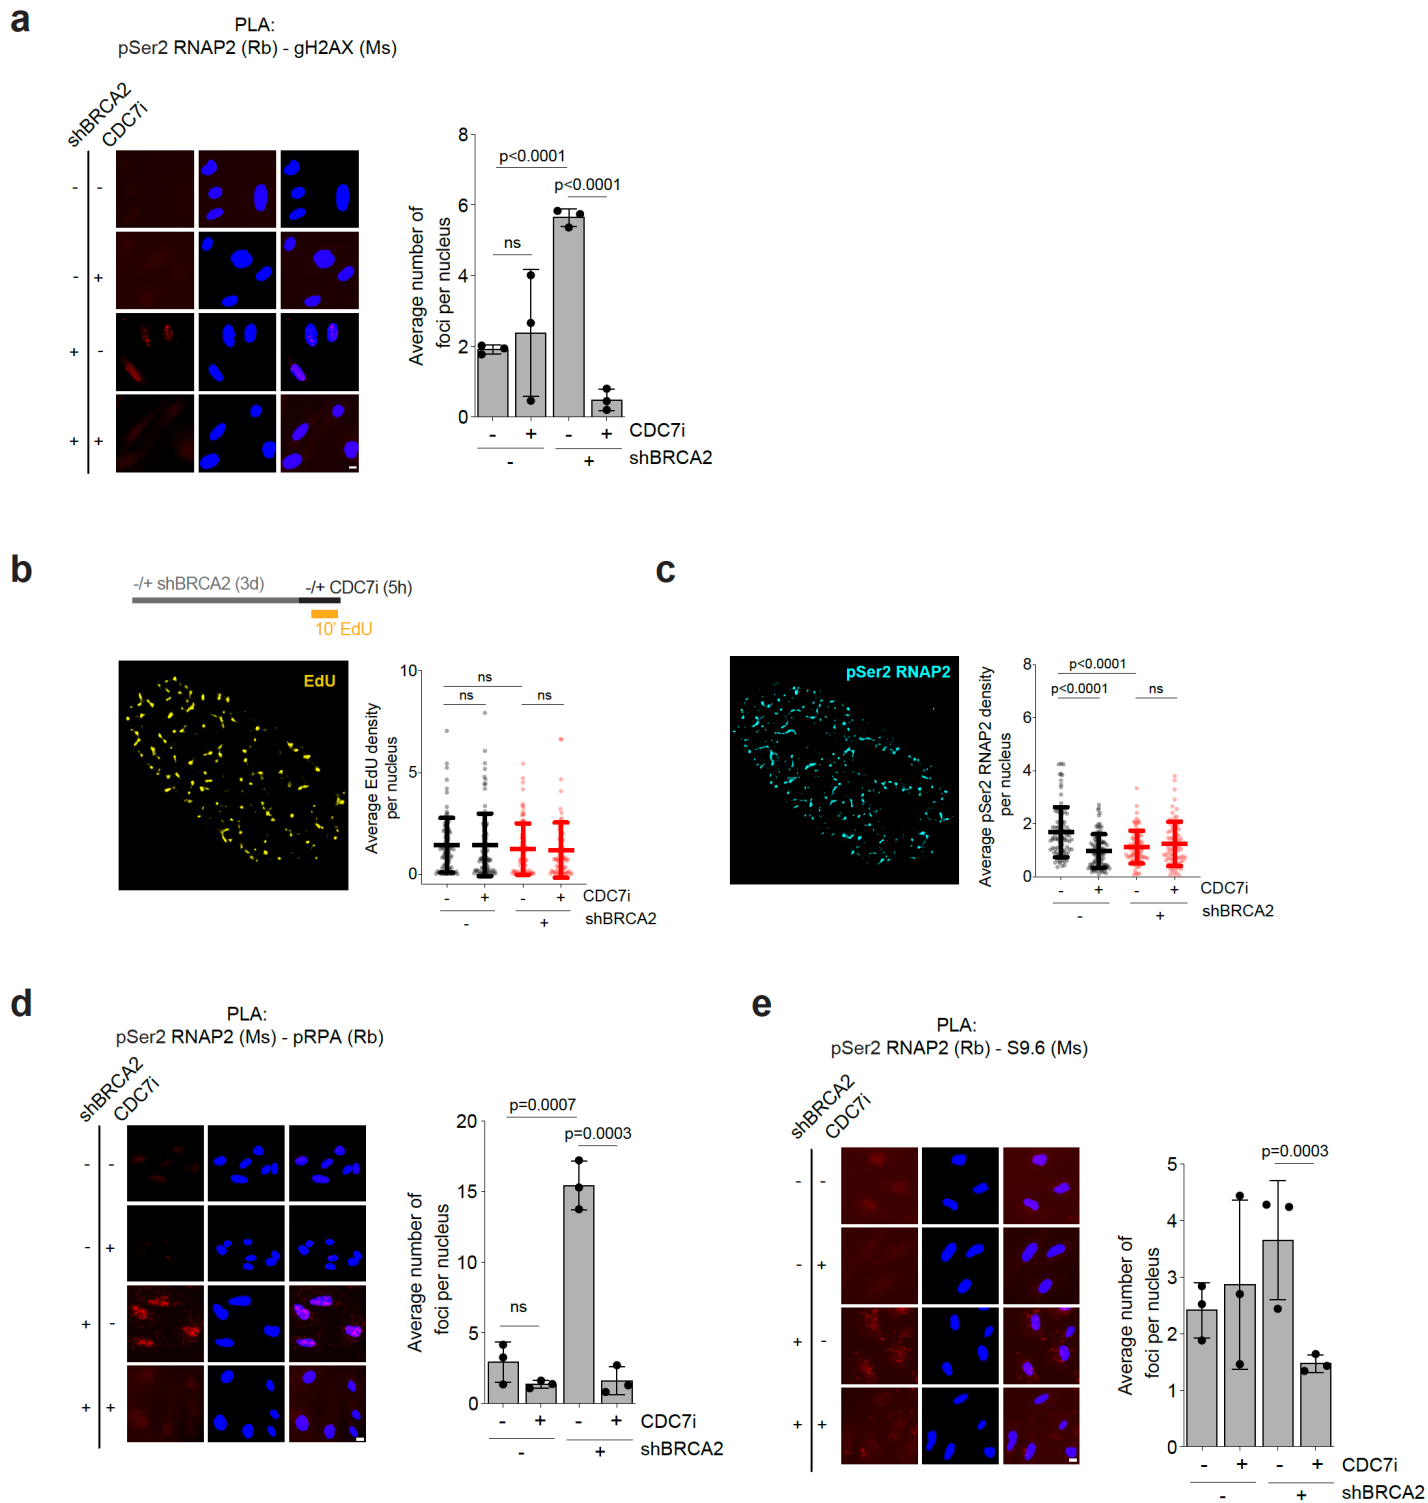 a
PLA:
pSer2 RNAP2 (Rb) - gH2AX (Ms)
shBRCA2
CDC7i
- -
- +
+ -
+ +
Average number of
foci per nucleus
8
6
4
2
0
p<0.0001
p<0.0001
ns
- + - + CDC7i
- + shBRCA2
b
-/+ shBRCA2 (3d)
-/+ CDC7i (5h)
10' EdU
EdU
Average EdU density
per nucleus
10
5
0
ns
ns
ns
- + - + CDC7i
- + shBRCA2
c
pSer2 RNAP2
Average pSer2 RNAP2 density
per nucleus
8
6
4
2
0
p<0.0001
p<0.0001
ns
- + - + CDC7i
- + shBRCA2
d
PLA:
pSer2 RNAP2 (Ms) - pRPA (Rb)
shBRCA2
CDC7i
- -
- +
+ -
+ +
Average number of
foci per nucleus
20
15
10
5
0
p=0.0007
p=0.0003
ns
- + - + CDC7i
- + shBRCA2
e
PLA:
pSer2 RNAP2 (Rb) - S9.6 (Ms)
shBRCA2
CDC7i
- -
- +
+ -
+ +
Average number of
foci per nucleus
5
4
3
2
1
0
p=0.0003
- + - + CDC7i
- + shBRCA2